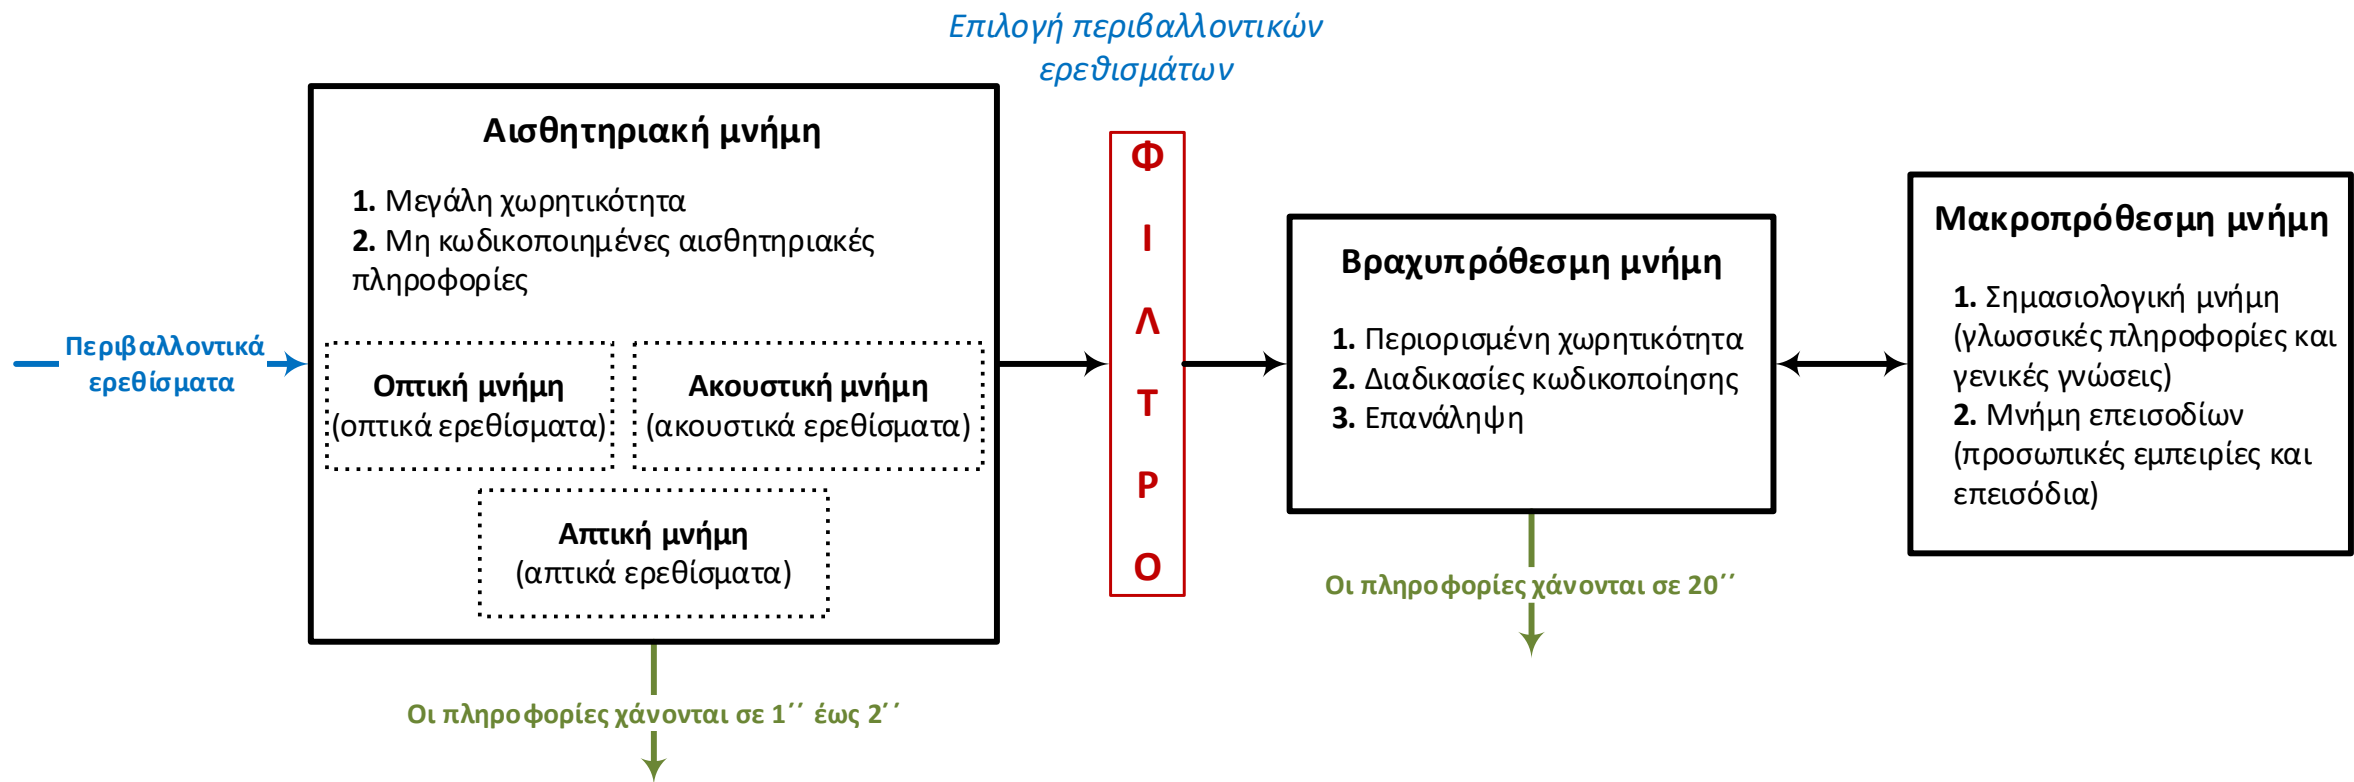 Επιλογή περιβαλλοντικών
ερεθισμάτων
Περιβαλλοντικά
ερεθίσματα
Αισθητηριακή μνήμη
1. Μεγάλη χωρητικότητα
2. Μη κωδικοποιημένες αισθητηριακές
πληροφορίες
Οπτική μνήμη
(οπτικά ερεθίσματα)
Ακουστική μνήμη
(ακουστικά ερεθίσματα)
Απτική μνήμη
(απτικά ερεθίσματα)
Οι πληροφορίες χάνονται σε 1΄΄ έως 2΄΄
Φ
Ι
Λ
Τ
Ρ
Ο
Βραχυπρόθεσμη μνήμη
1. Περιορισμένη χωρητικότητα
2. Διαδικασίες κωδικοποίησης
3. Επανάληψη
Οι πληροφορίες χάνονται σε 20΄΄
Μακροπρόθεσμη μνήμη
1. Σημασιολογική μνήμη
(γλωσσικές πληροφορίες και
γενικές γνώσεις)
2. Μνήμη επεισοδίων
(προσωπικές εμπειρίες και
επεισόδια)